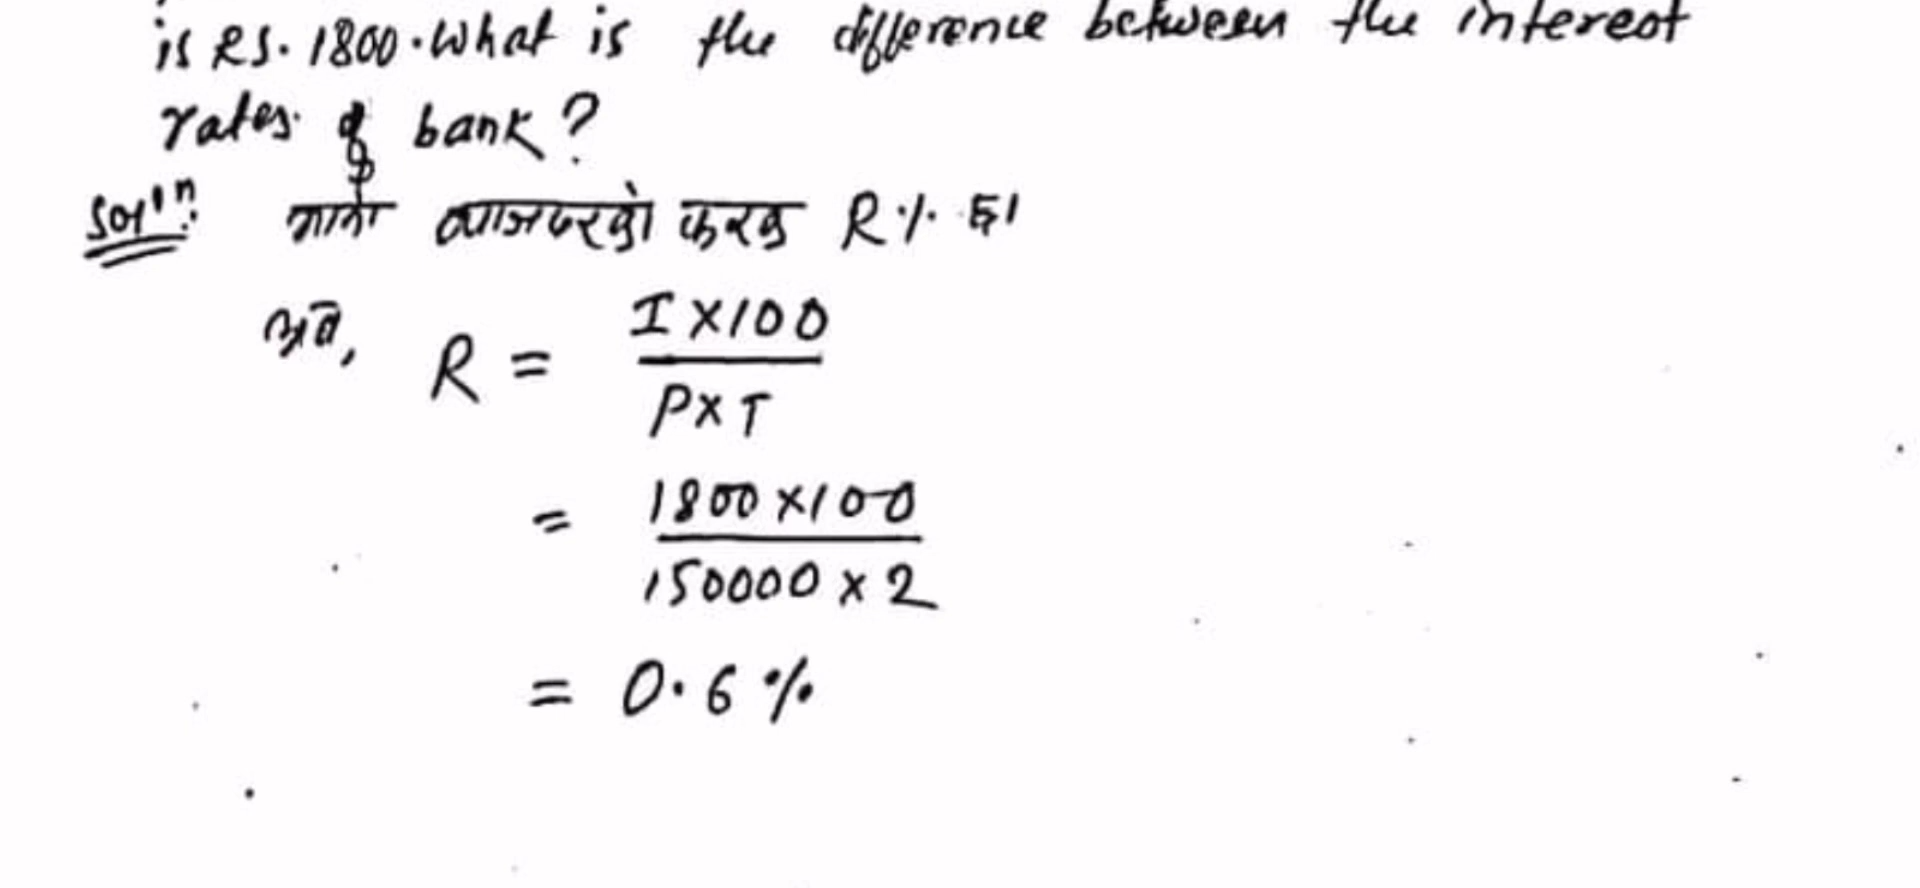 is RS. 1800. What is the difference between the interest
rates of bank?
Sol'n: मानौ ब्याजदरको फरक R% छ।
अब, R = I×100
P×T
= 1800×100
150000×2
= 0.6%